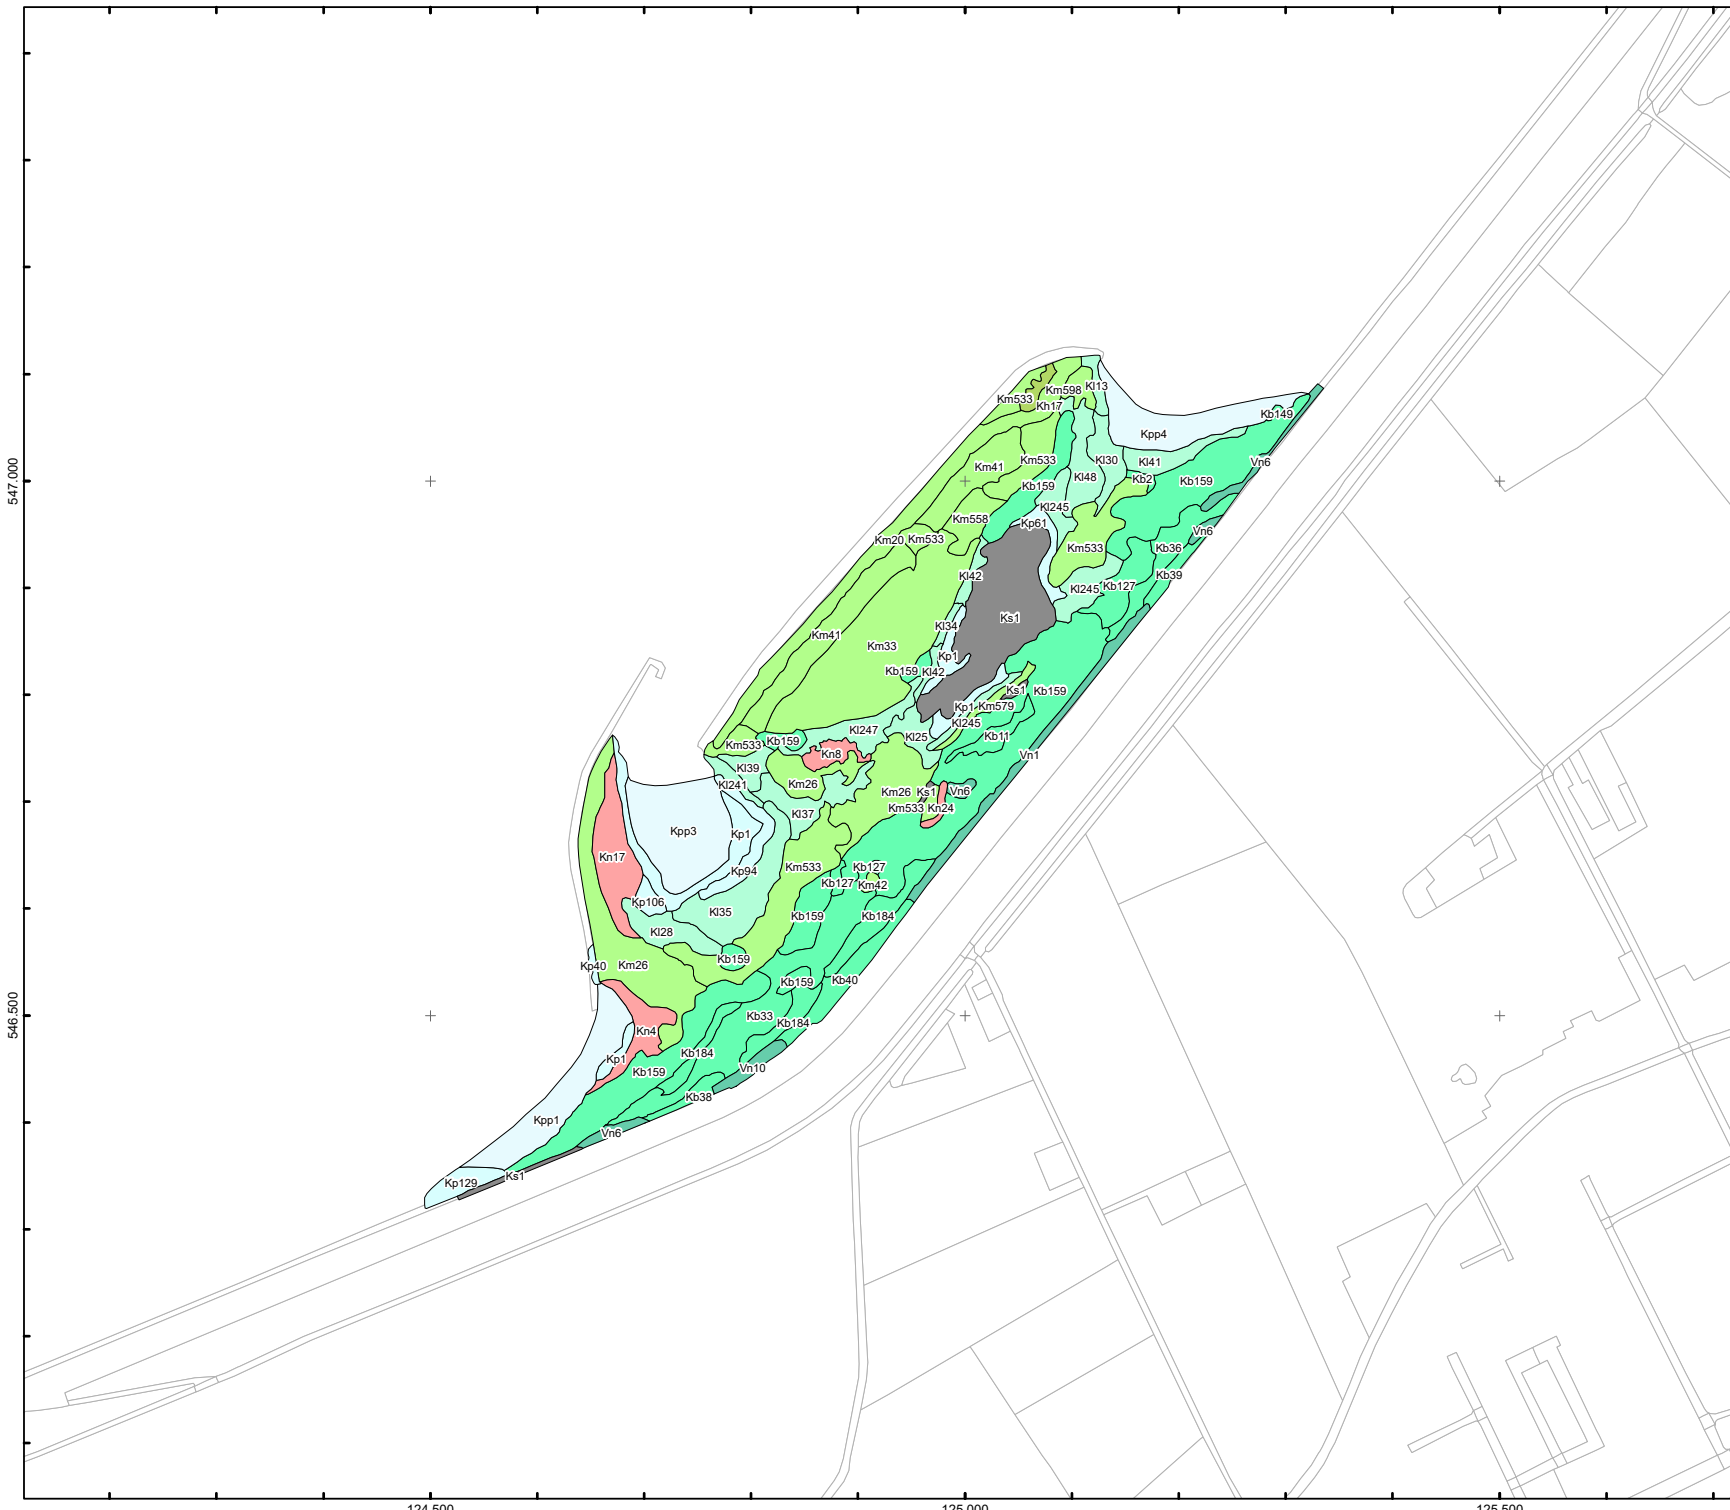 Km598
Kl13
Km533
Kh17
Kb149
Kpp4
Km41
Km533
Kl30
Kl41
Vn6
Kl48
Kb2
Kb159
Kb159
Kl245
Km558
Kp61
Vn6
Km20
Km533
Km533
Kb36
Kl42
Kb39
Kl245
Kb127
Ks1
Kl34
Km41
Km33
Kp1
Kb159
Kl42
Ks1
Kb159
Kp1
Km579
Kl245
Kl247
Kl25
Kb11
Km533
Kb159
Kn8
Vn1
Kl39
Kl241
Km26
Km26
Ks1
Vn6
Km533
Kn24
Kl37
Kpp3
Kp1
Kn17
Kp94
Km533
Kb127
Kb127
Km42
Kp106
Kl35
Kb159
Kb184
Kl28
Kb159
Kp40
Km26
Kb159
Kb40
Kb33
Kb184
Kn4
Kb184
Kp1
Kb159
Vn10
Kb38
Kpp1
Vn6
Ks1
Kp129
547.000
546.500
124.500
125.000
125.500